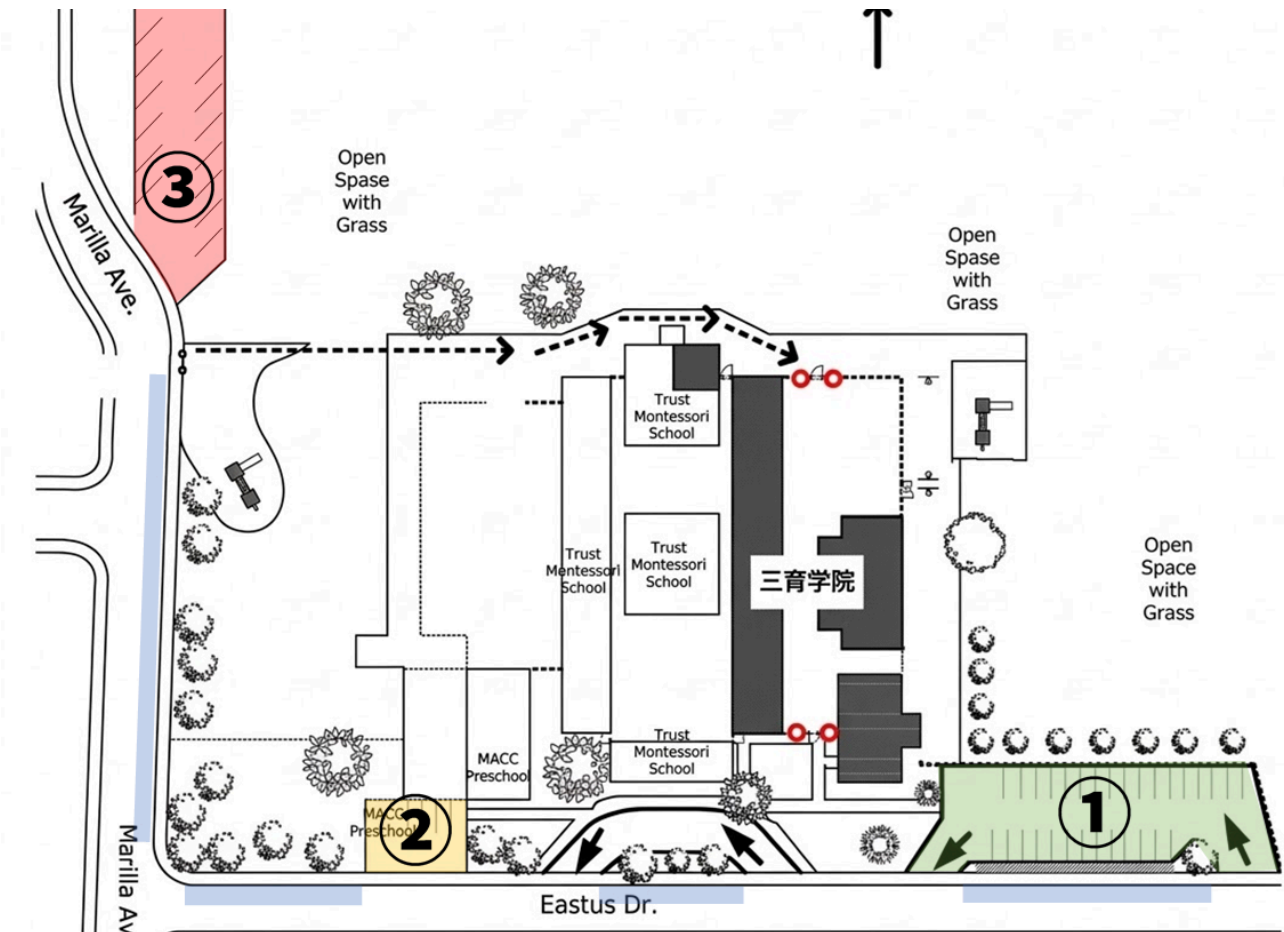 ③
Marilla Ave.
Open
Spase
with
Grass
Open
Spase
with
Grass
Trust
Montessori
School
Trust
Montessori
School
Trust
Montessori
School
三育学院
Open
Space
with
Grass
Trust
Montessori
School
MACC
Preschool
MACC
Preschool
②
①
Marilla Av
Eastus Dr.